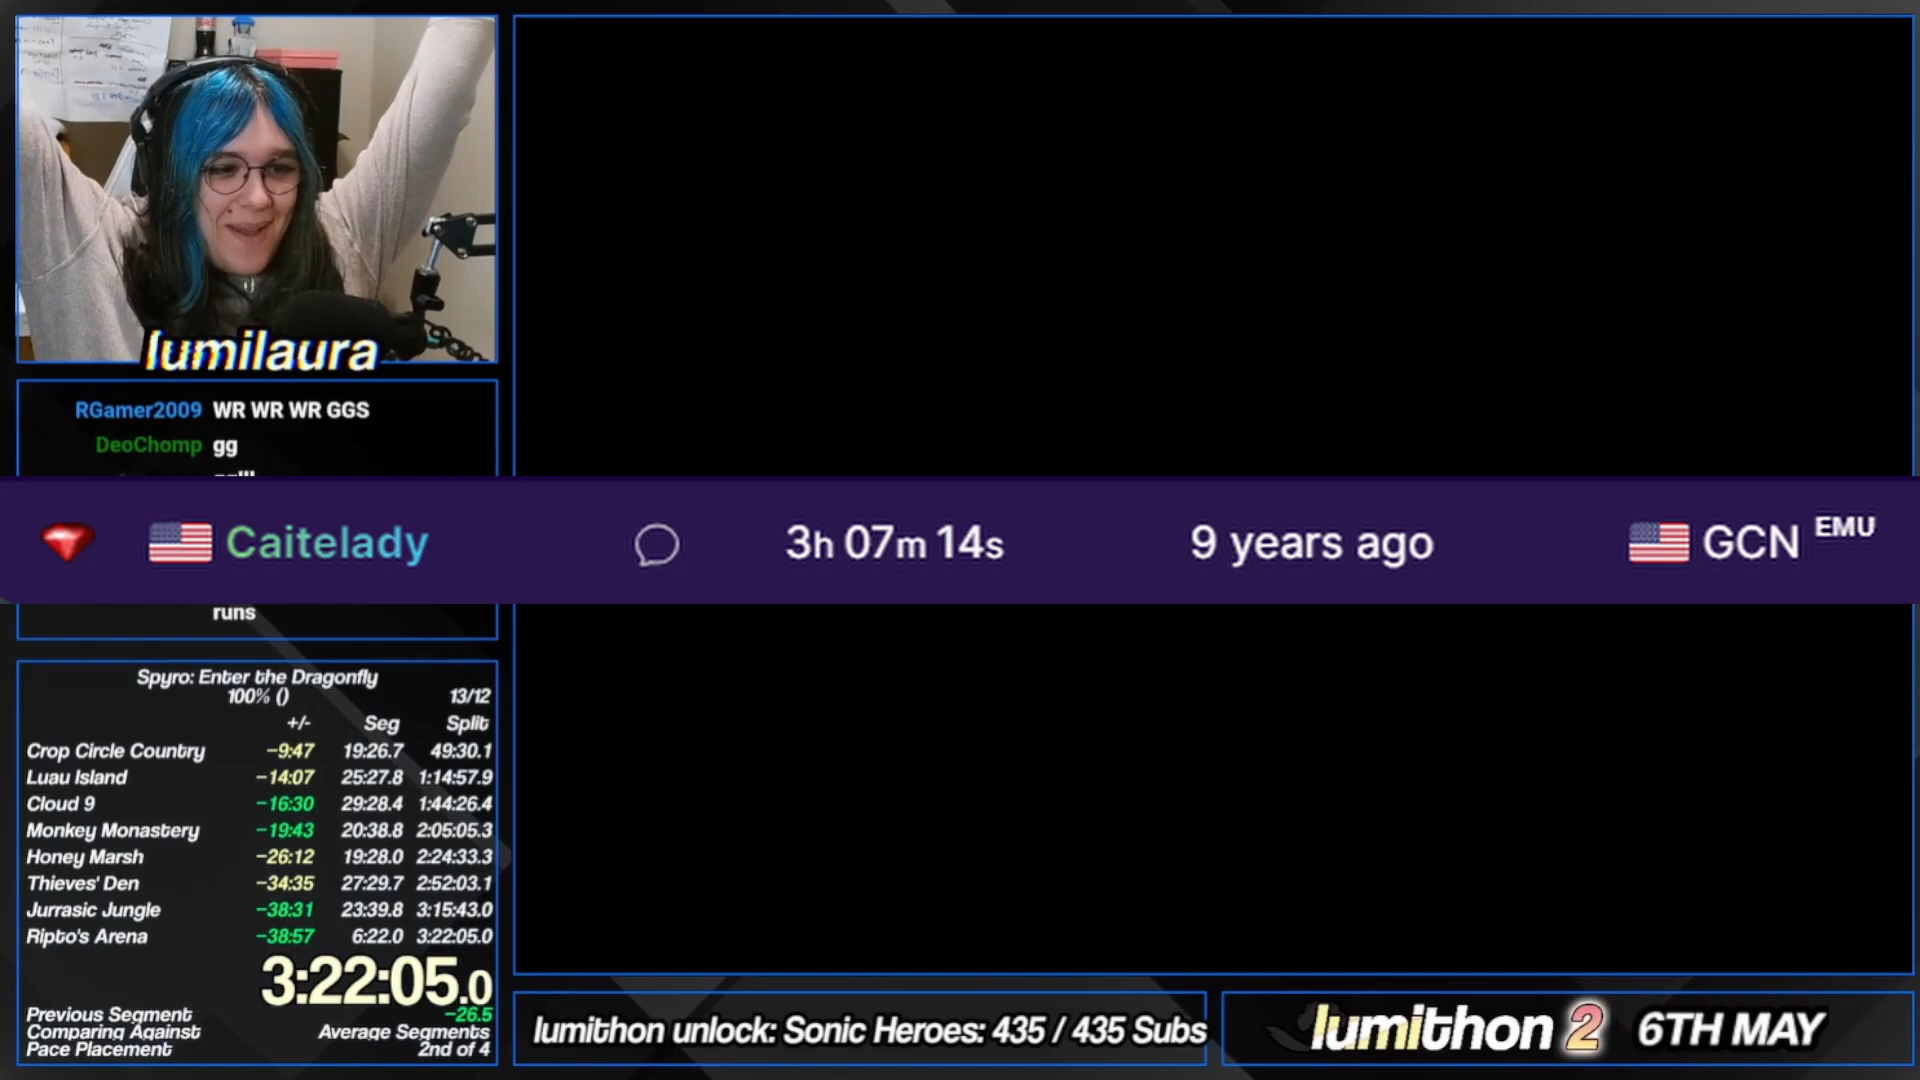 lumilaura
RGamer2009 WR WR WR GGS
DeoChomp gg
Caitelady 3h 07m 14s 9 years ago GCN EMU
runs
Spyro: Enter the Dragonfly
100% () 13/12
+/- Seg Split
Crop Circle Country -9:47 19:26.7 49:30.1
Luau Island -14:07 25:27.8 1:14:57.9
Cloud 9 -16:30 29:28.4 1:44:26.4
Monkey Monastery -19:43 20:38.8 2:05:05.3
Honey Marsh -26:12 19:28.0 2:24:33.3
Thieves' Den -34:35 27:29.7 2:52:03.1
Jurrasic Jungle -38:31 23:39.8 3:15:43.0
Ripto's Arena -38:57 6:22.0 3:22:05.0
3:22:05.0
Previous Segment -26.5
Comparing Against Average Segments
Pace Placement 2nd of 4
lumithon unlock: Sonic Heroes: 435 / 435 Subs
lumithon 2 6TH MAY